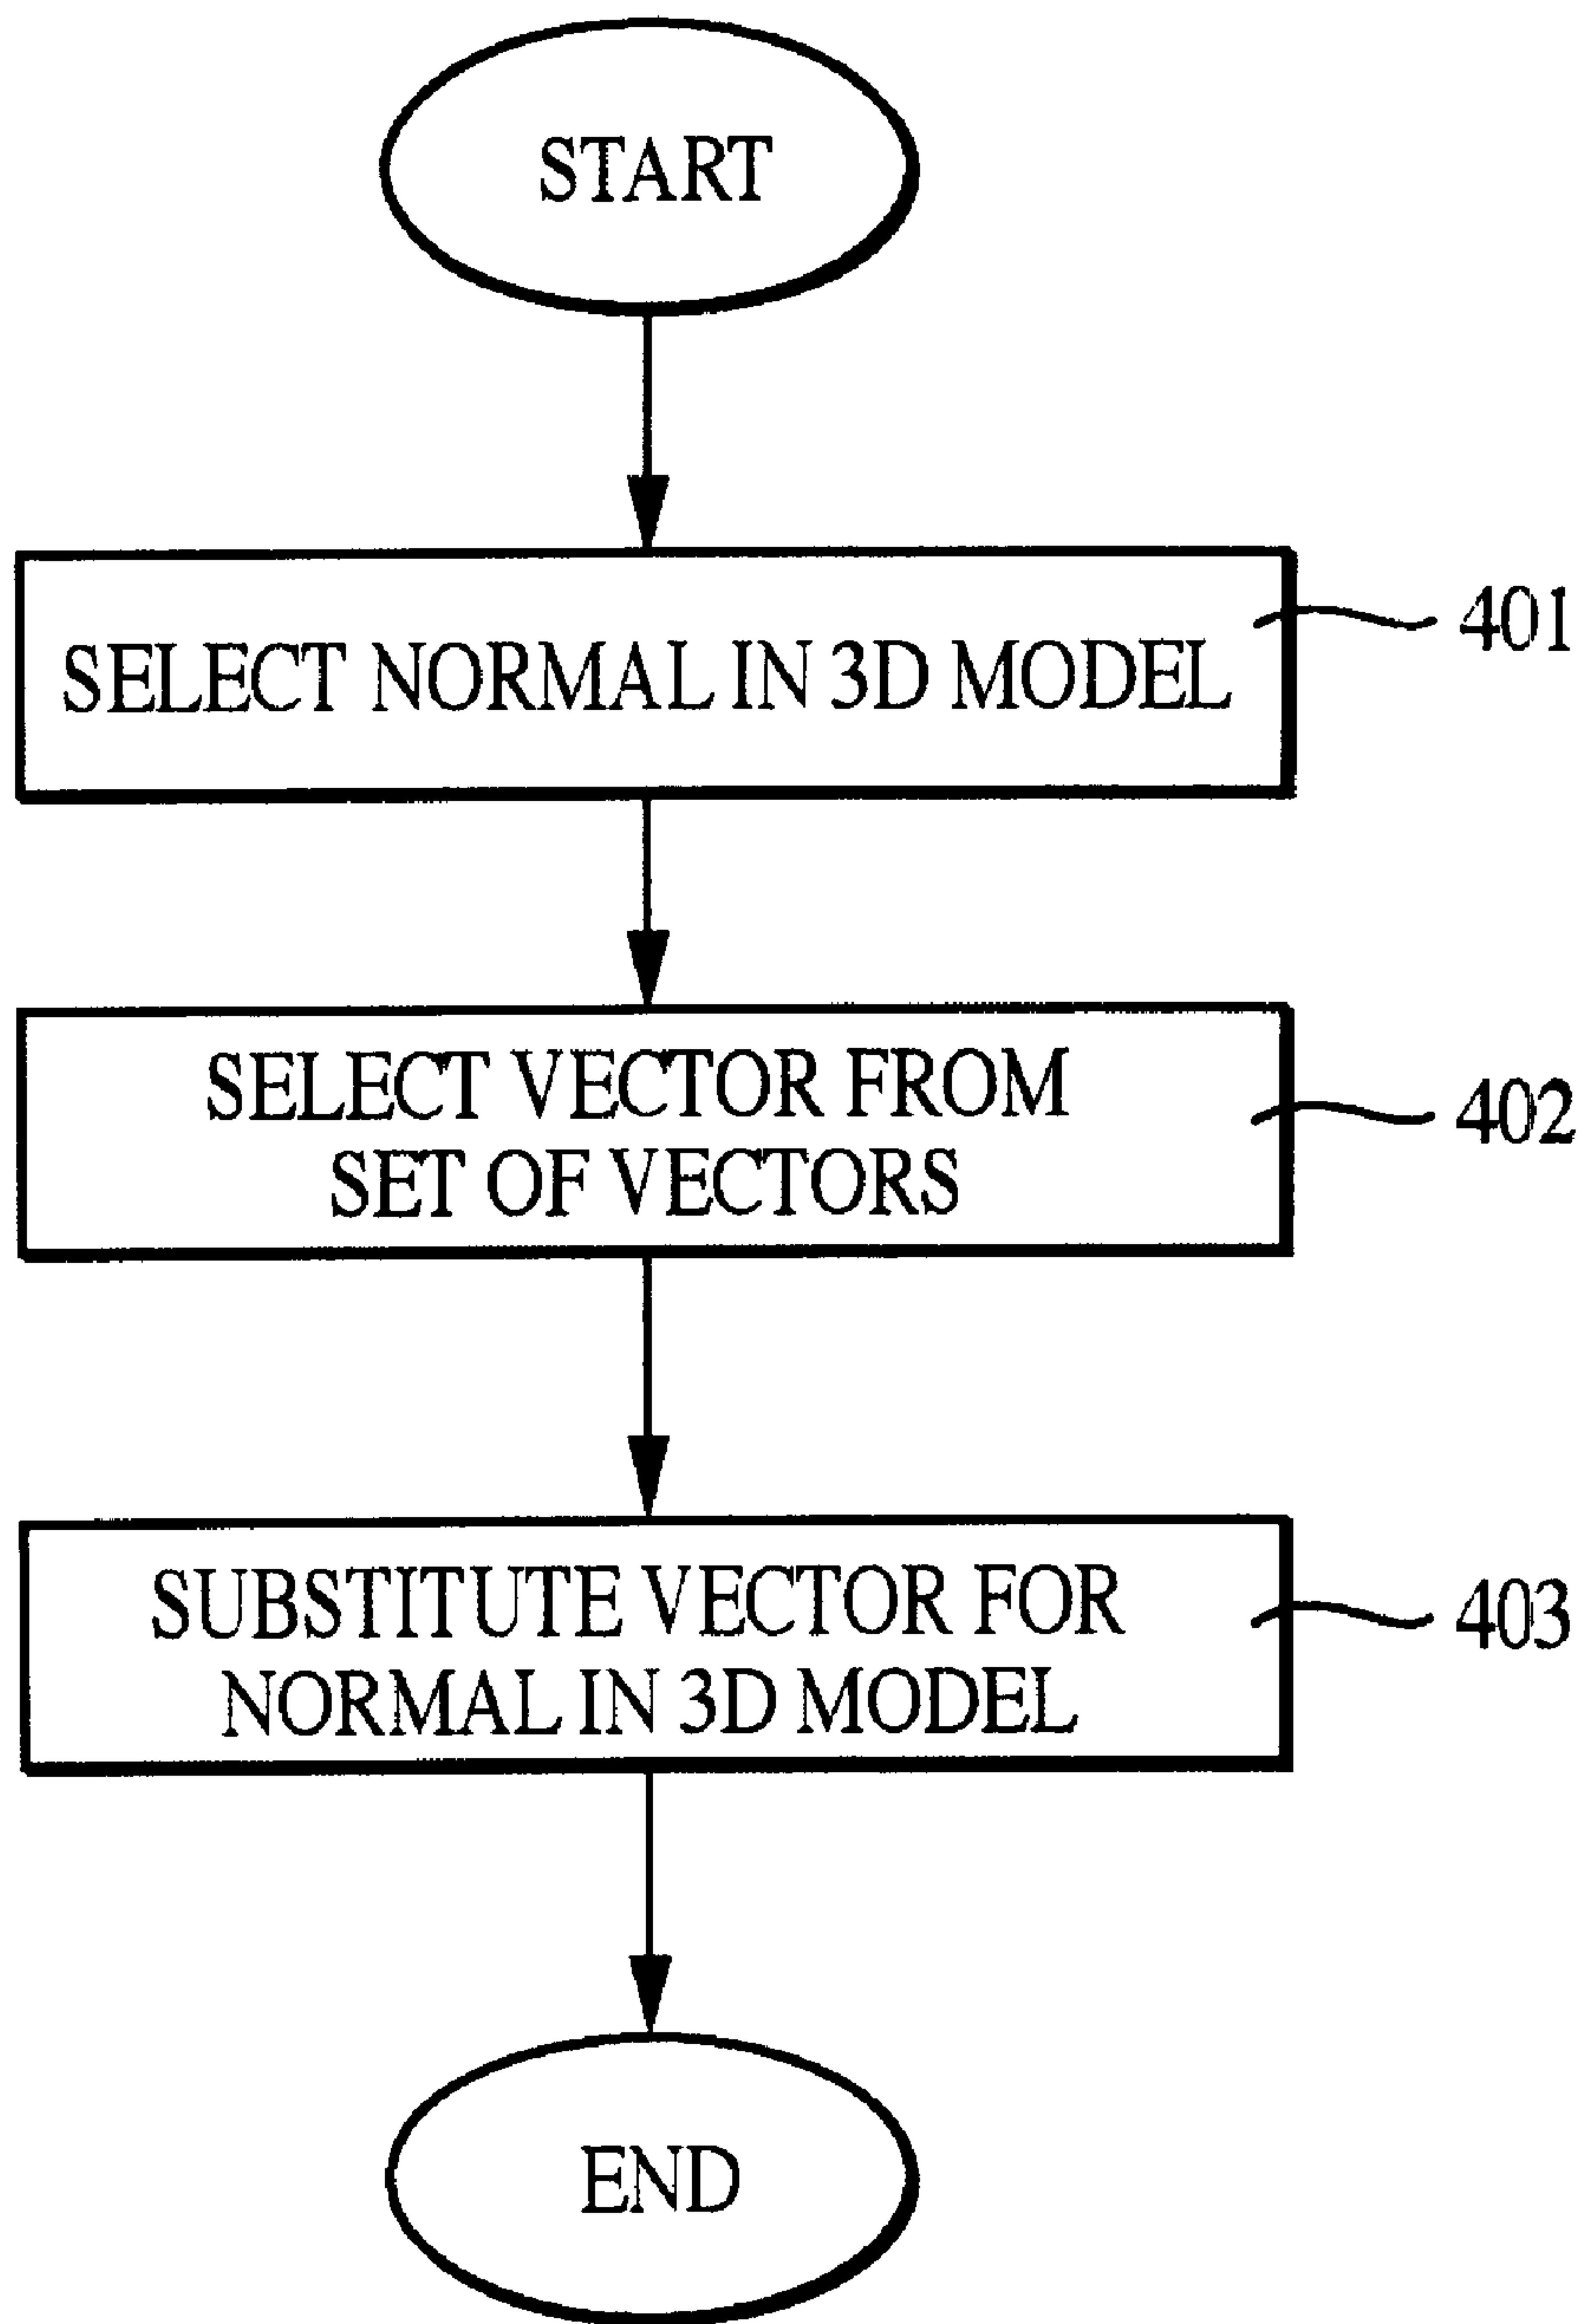 START
SELECT NORMAL IN 3D MODEL
401
SELECT VECTOR FROM
SET OF VECTORS
402
SUBSTITUTE VECTOR FOR
NORMAL IN 3D MODEL
403
END